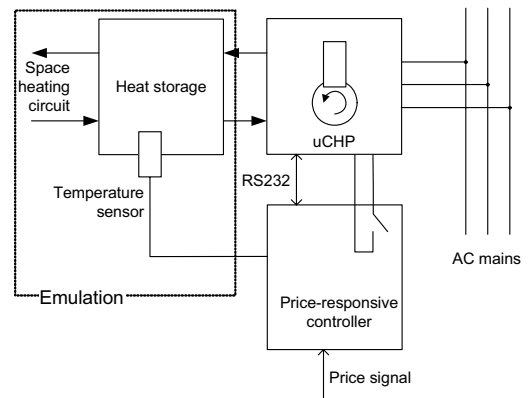 Space
heating
circuit
Heat storage
uCHP
Temperature
sensor
RS232
AC mains
Emulation
Price-responsive
controller
Price signal